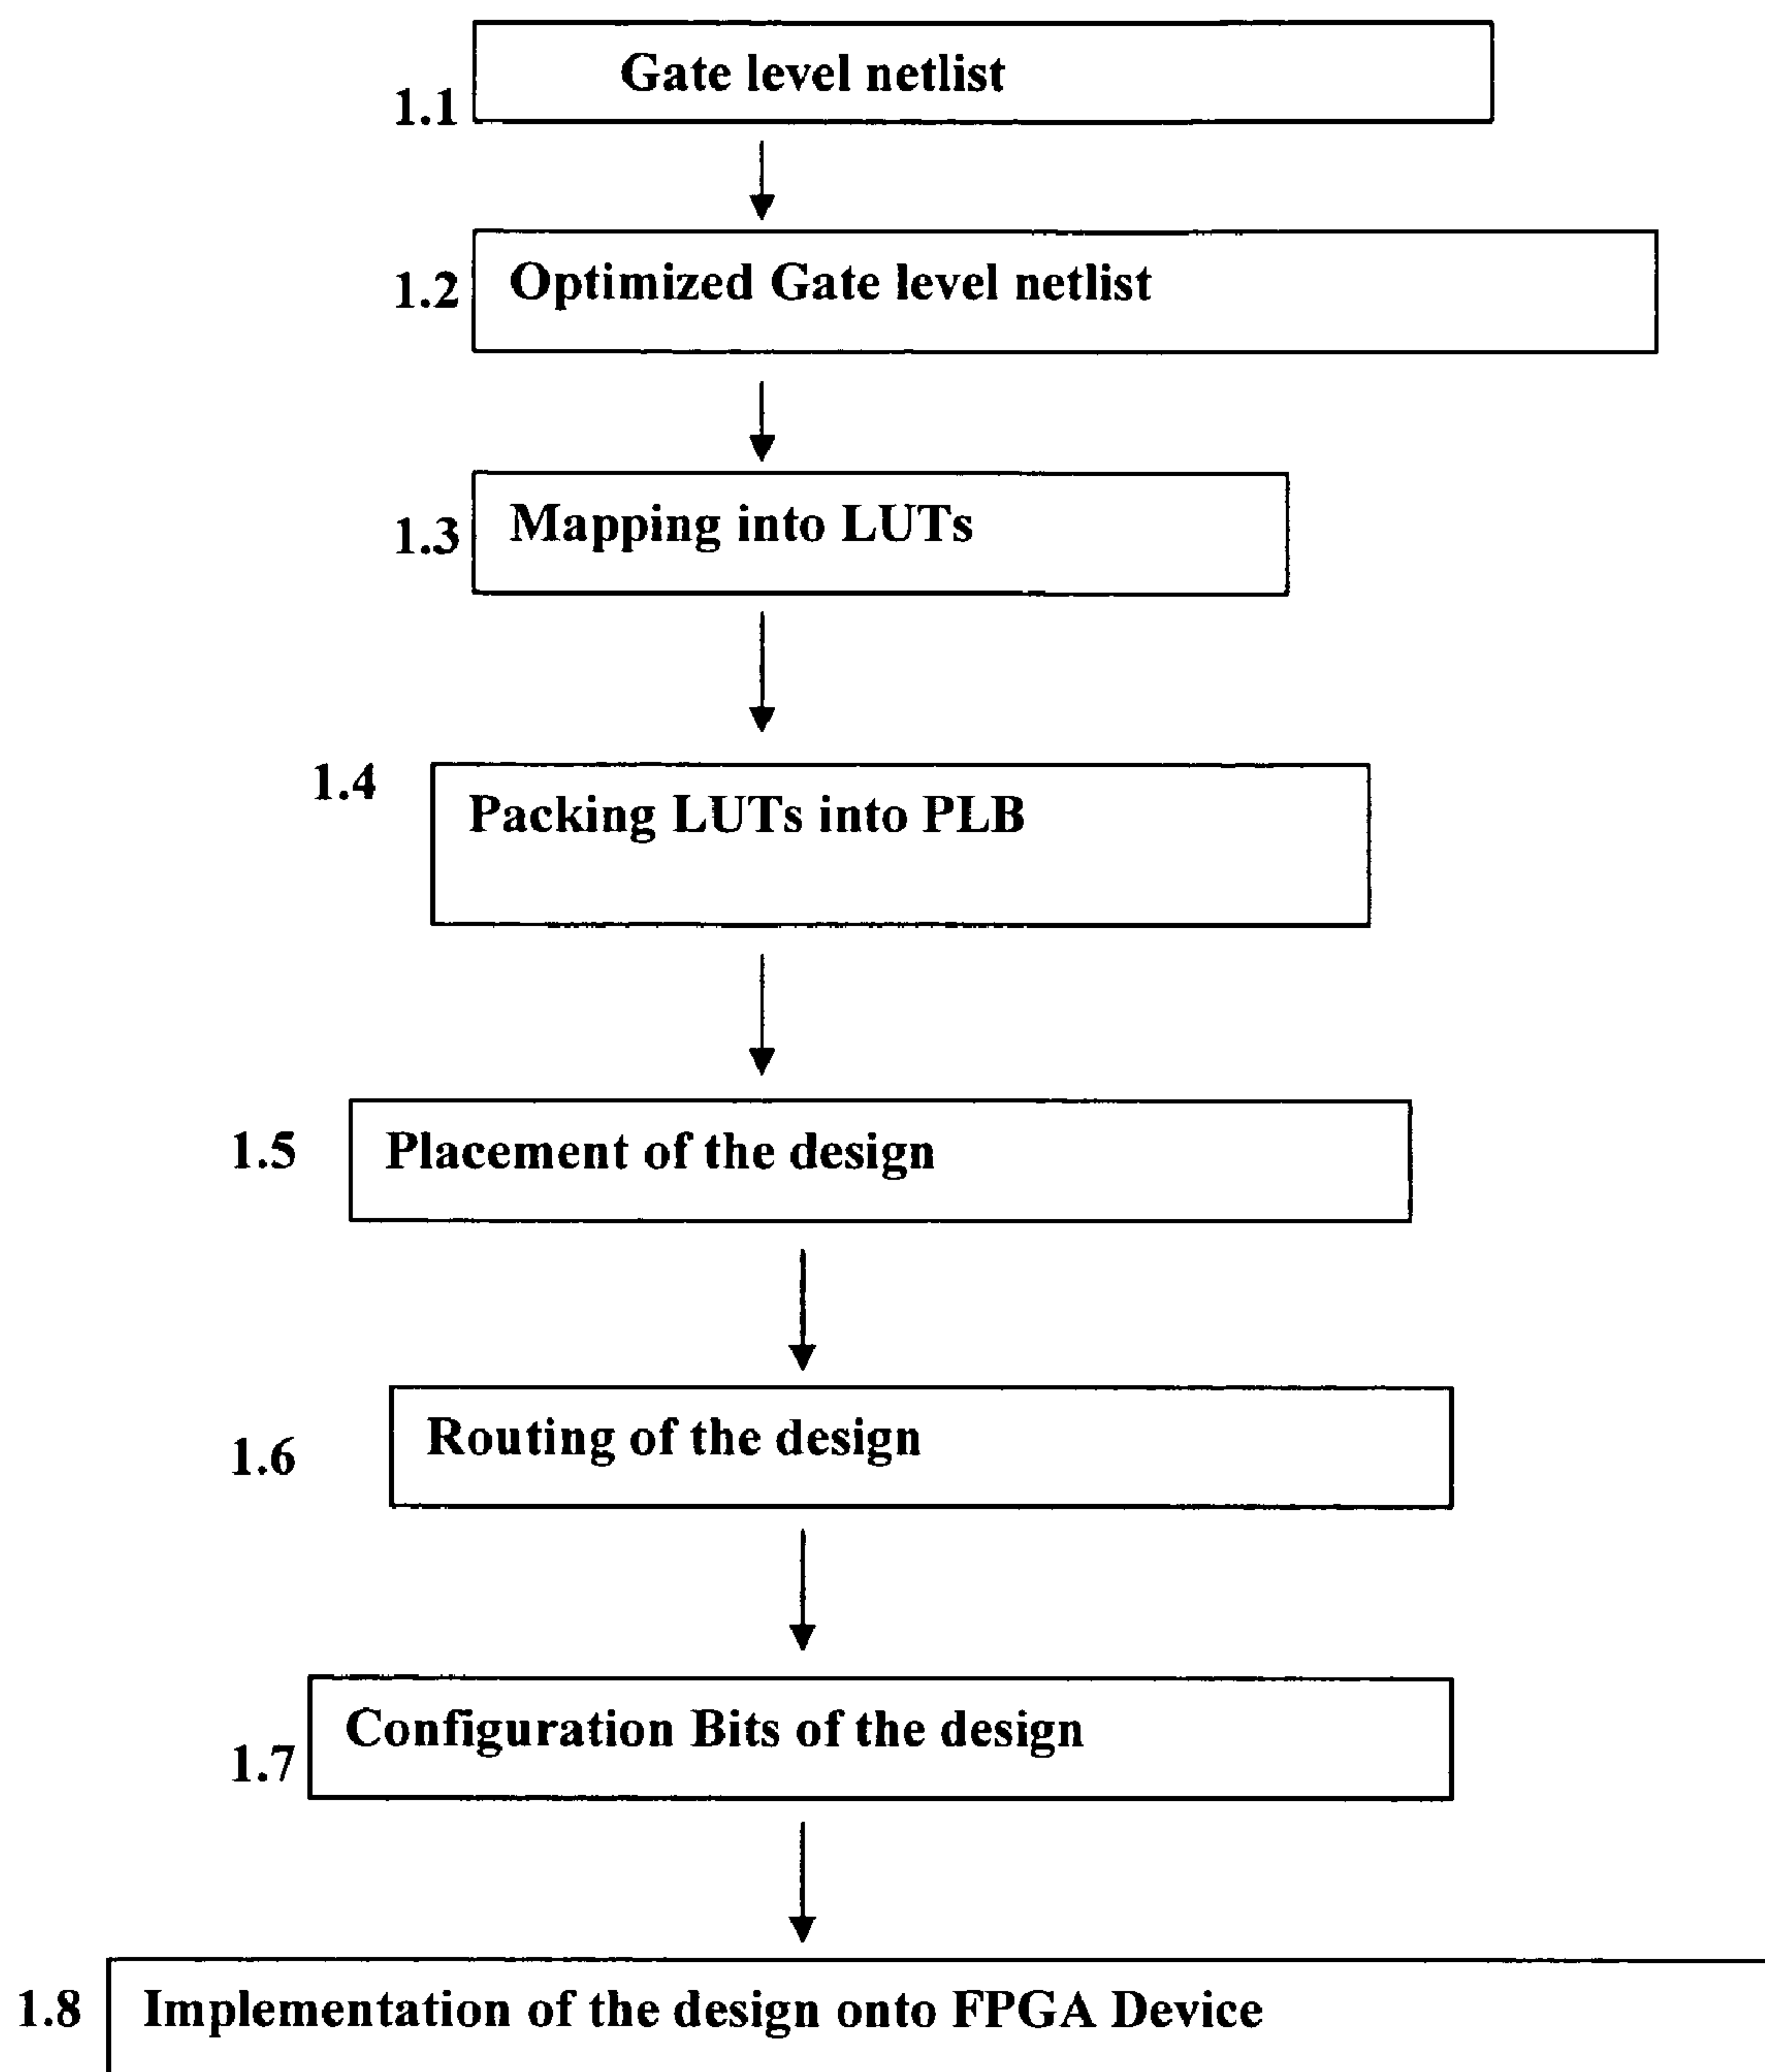 Gate level netlist
1.1
1.2 Optimized Gate level netlist
1.3 Mapping into LUTs
1.4
Packing LUTs into PLB
1.5 Placement of the design
1.6 Routing of the design
Configuration Bits of the design
1.7
1.8 Implementation of the design onto FPGA Device